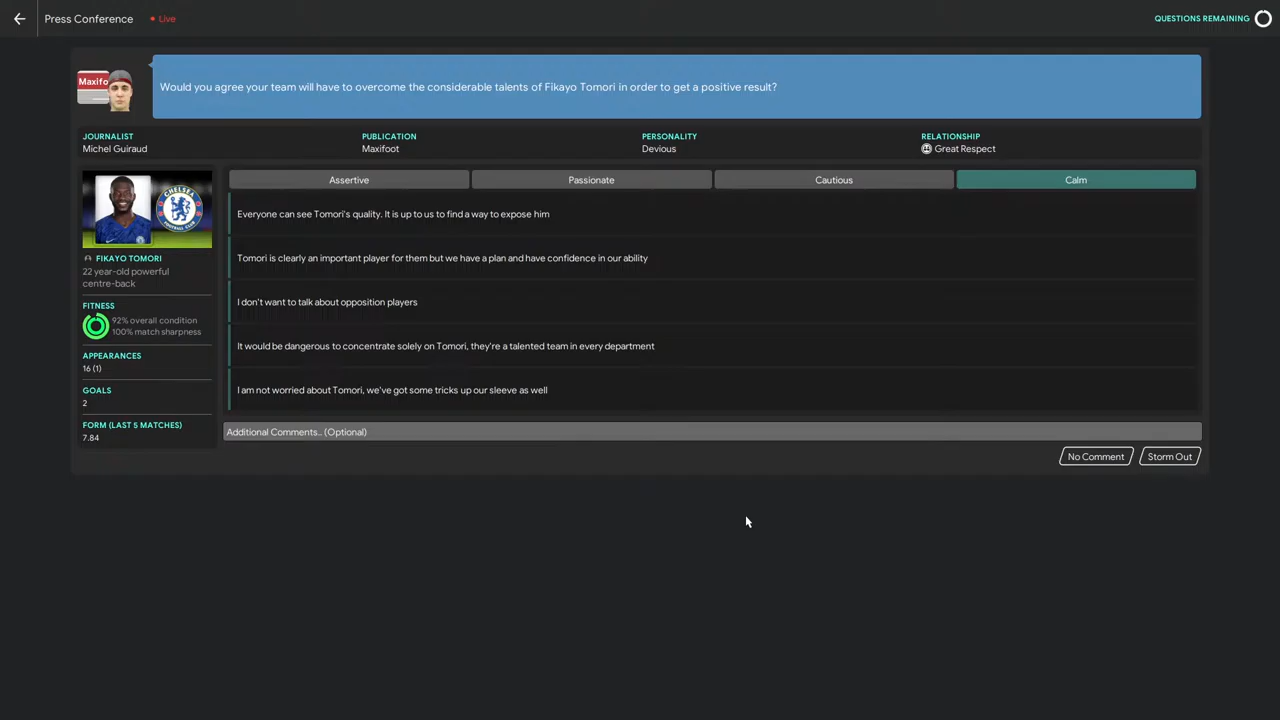 Press Conference
Live
QUESTIONS REMAINING
Maxifo
Would you agree your team will have to overcome the considerable talents of Fikayo Tomori in order to get a positive result?
JOURNALIST
Michel Guiraud
PUBLICATION
Maxifoot
PERSONALITY
Devious
RELATIONSHIP
Great Respect
CHELSEA
FOOTBALL CLUB
FIKAYO TOMORI
22 year-old powerful
centre-back
FITNESS
92% overall condition
100% match sharpness
APPEARANCES
16 (1)
GOALS
2
FORM (LAST 5 MATCHES)
7.84
Assertive
Passionate
Cautious
Calm
Everyone can see Tomori's quality. It is up to us to find a way to expose him
Tomori is clearly an important player for them but we have a plan and have confidence in our ability
I don't want to talk about opposition players
It would be dangerous to concentrate solely on Tomori, they're a talented team in every department
I am not worried about Tomori, we've got some tricks up our sleeve as well
Additional Comments.. (Optional)
No Comment
Storm Out